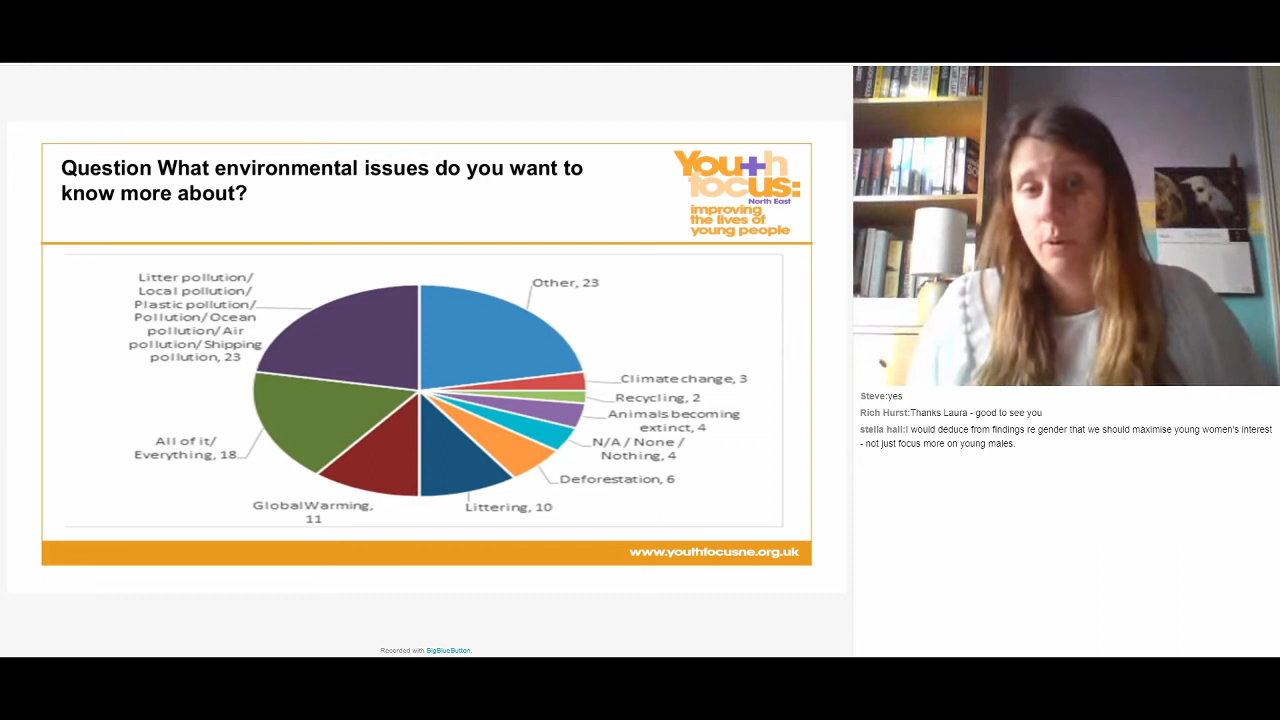 Question What environmental issues do you want to
know more about?
Youth
focus:
North East
improving
the lives of
young people
Litter pollution/
Local pollution/
Plastic pollution/
Pollution/Ocean
pollution/Air
pollution/Shipping
pollution, 23
Other, 23
Climate change, 3
Recycling, 2
Animals becoming
extinct, 4
N/A / None /
Nothing, 4
Deforestation, 6
Littering, 10
Global Warming,
11
All of it/
Everything, 18
www.youthfocusne.org.uk
Recorded with BigBlueButton.
Steve:yes
Rich Hurst:Thanks Laura - good to see you
stella hall:I would deduce from findings re gender that we should maximise young women's interest
- not just focus more on young males.